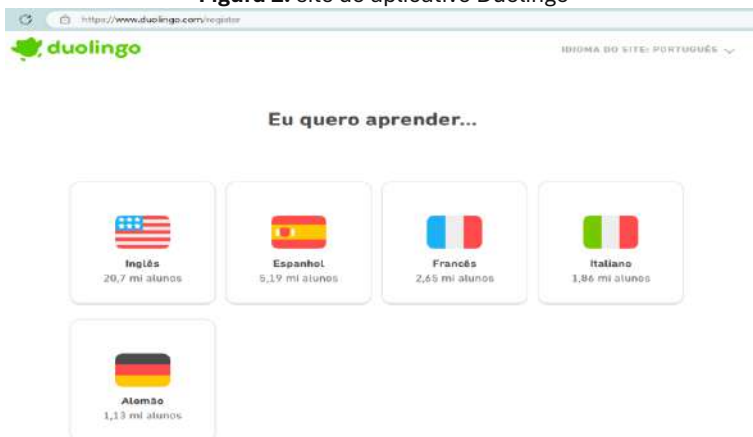 Figura 2. Site do aplicativo Duolingo
https://www.duolingo.com/register
duolingo
IDIOMA DO SITE: PORTUGUÊS
Eu quero aprender...
Inglês
20,7 mi alunos
Espanhol
5,19 mi alunos
Francês
2,65 mi alunos
Italiano
1,86 mi alunos
Alemão
1,13 mi alunos